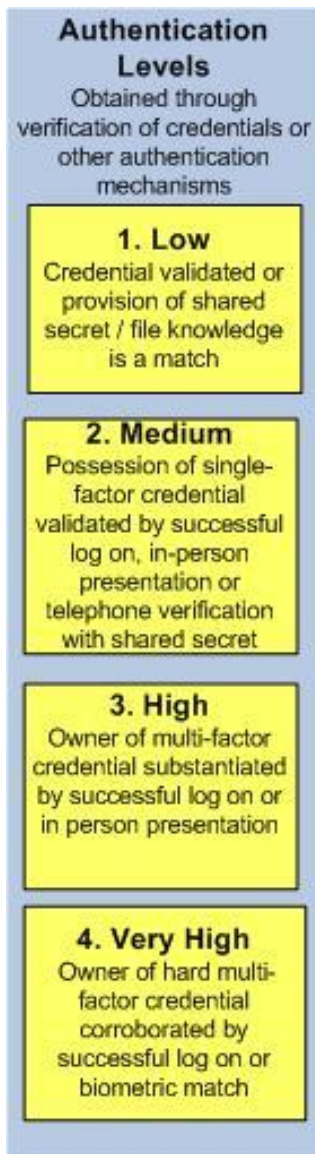 Authentication
Levels
Obtained through
verification of credentials or
other authentication
mechanisms
1. Low
Credential validated or
provision of shared
secret / file knowledge
is a match
2. Medium
Possession of single-
factor credential
validated by successful
log on, in-person
presentation or
telephone verification
with shared secret
3. High
Owner of multi-factor
credential substantiated
by successful log on or
in person presentation
4. Very High
Owner of hard multi-
factor credential
corroborated by
successful log on or
biometric match